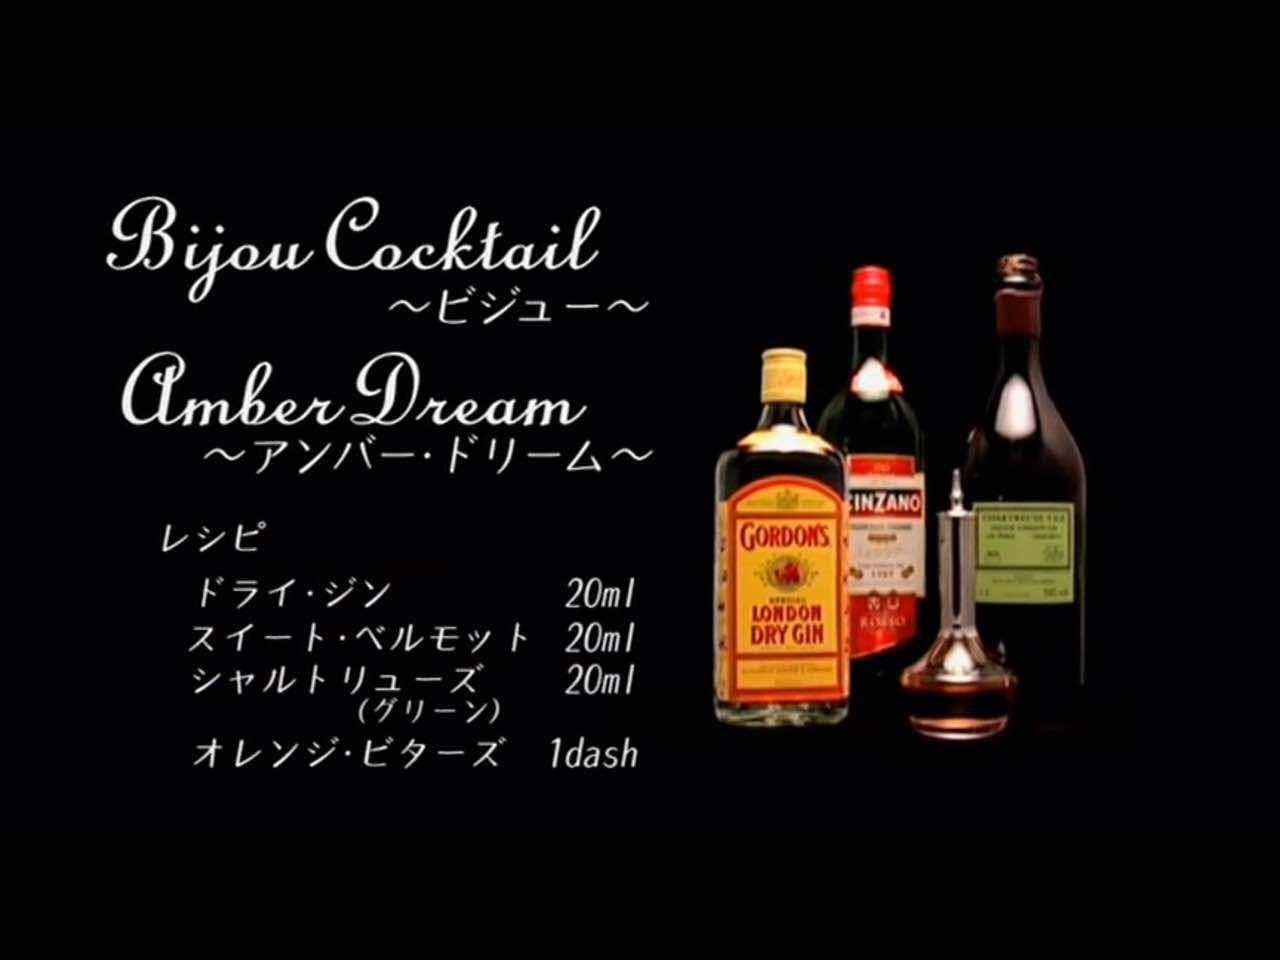 Bijou Cocktail
～ビジュー～
Amber Dream
～アンバー・ドリーム～
レシピ
ドライ・ジン 20ml
スイート・ベルモット 20ml
シャルトリューズ 20ml
(グリーン)
オレンジ・ビターズ 1dash
GORDON'S
SPECIAL
LONDON
DRY GIN
CINZANO